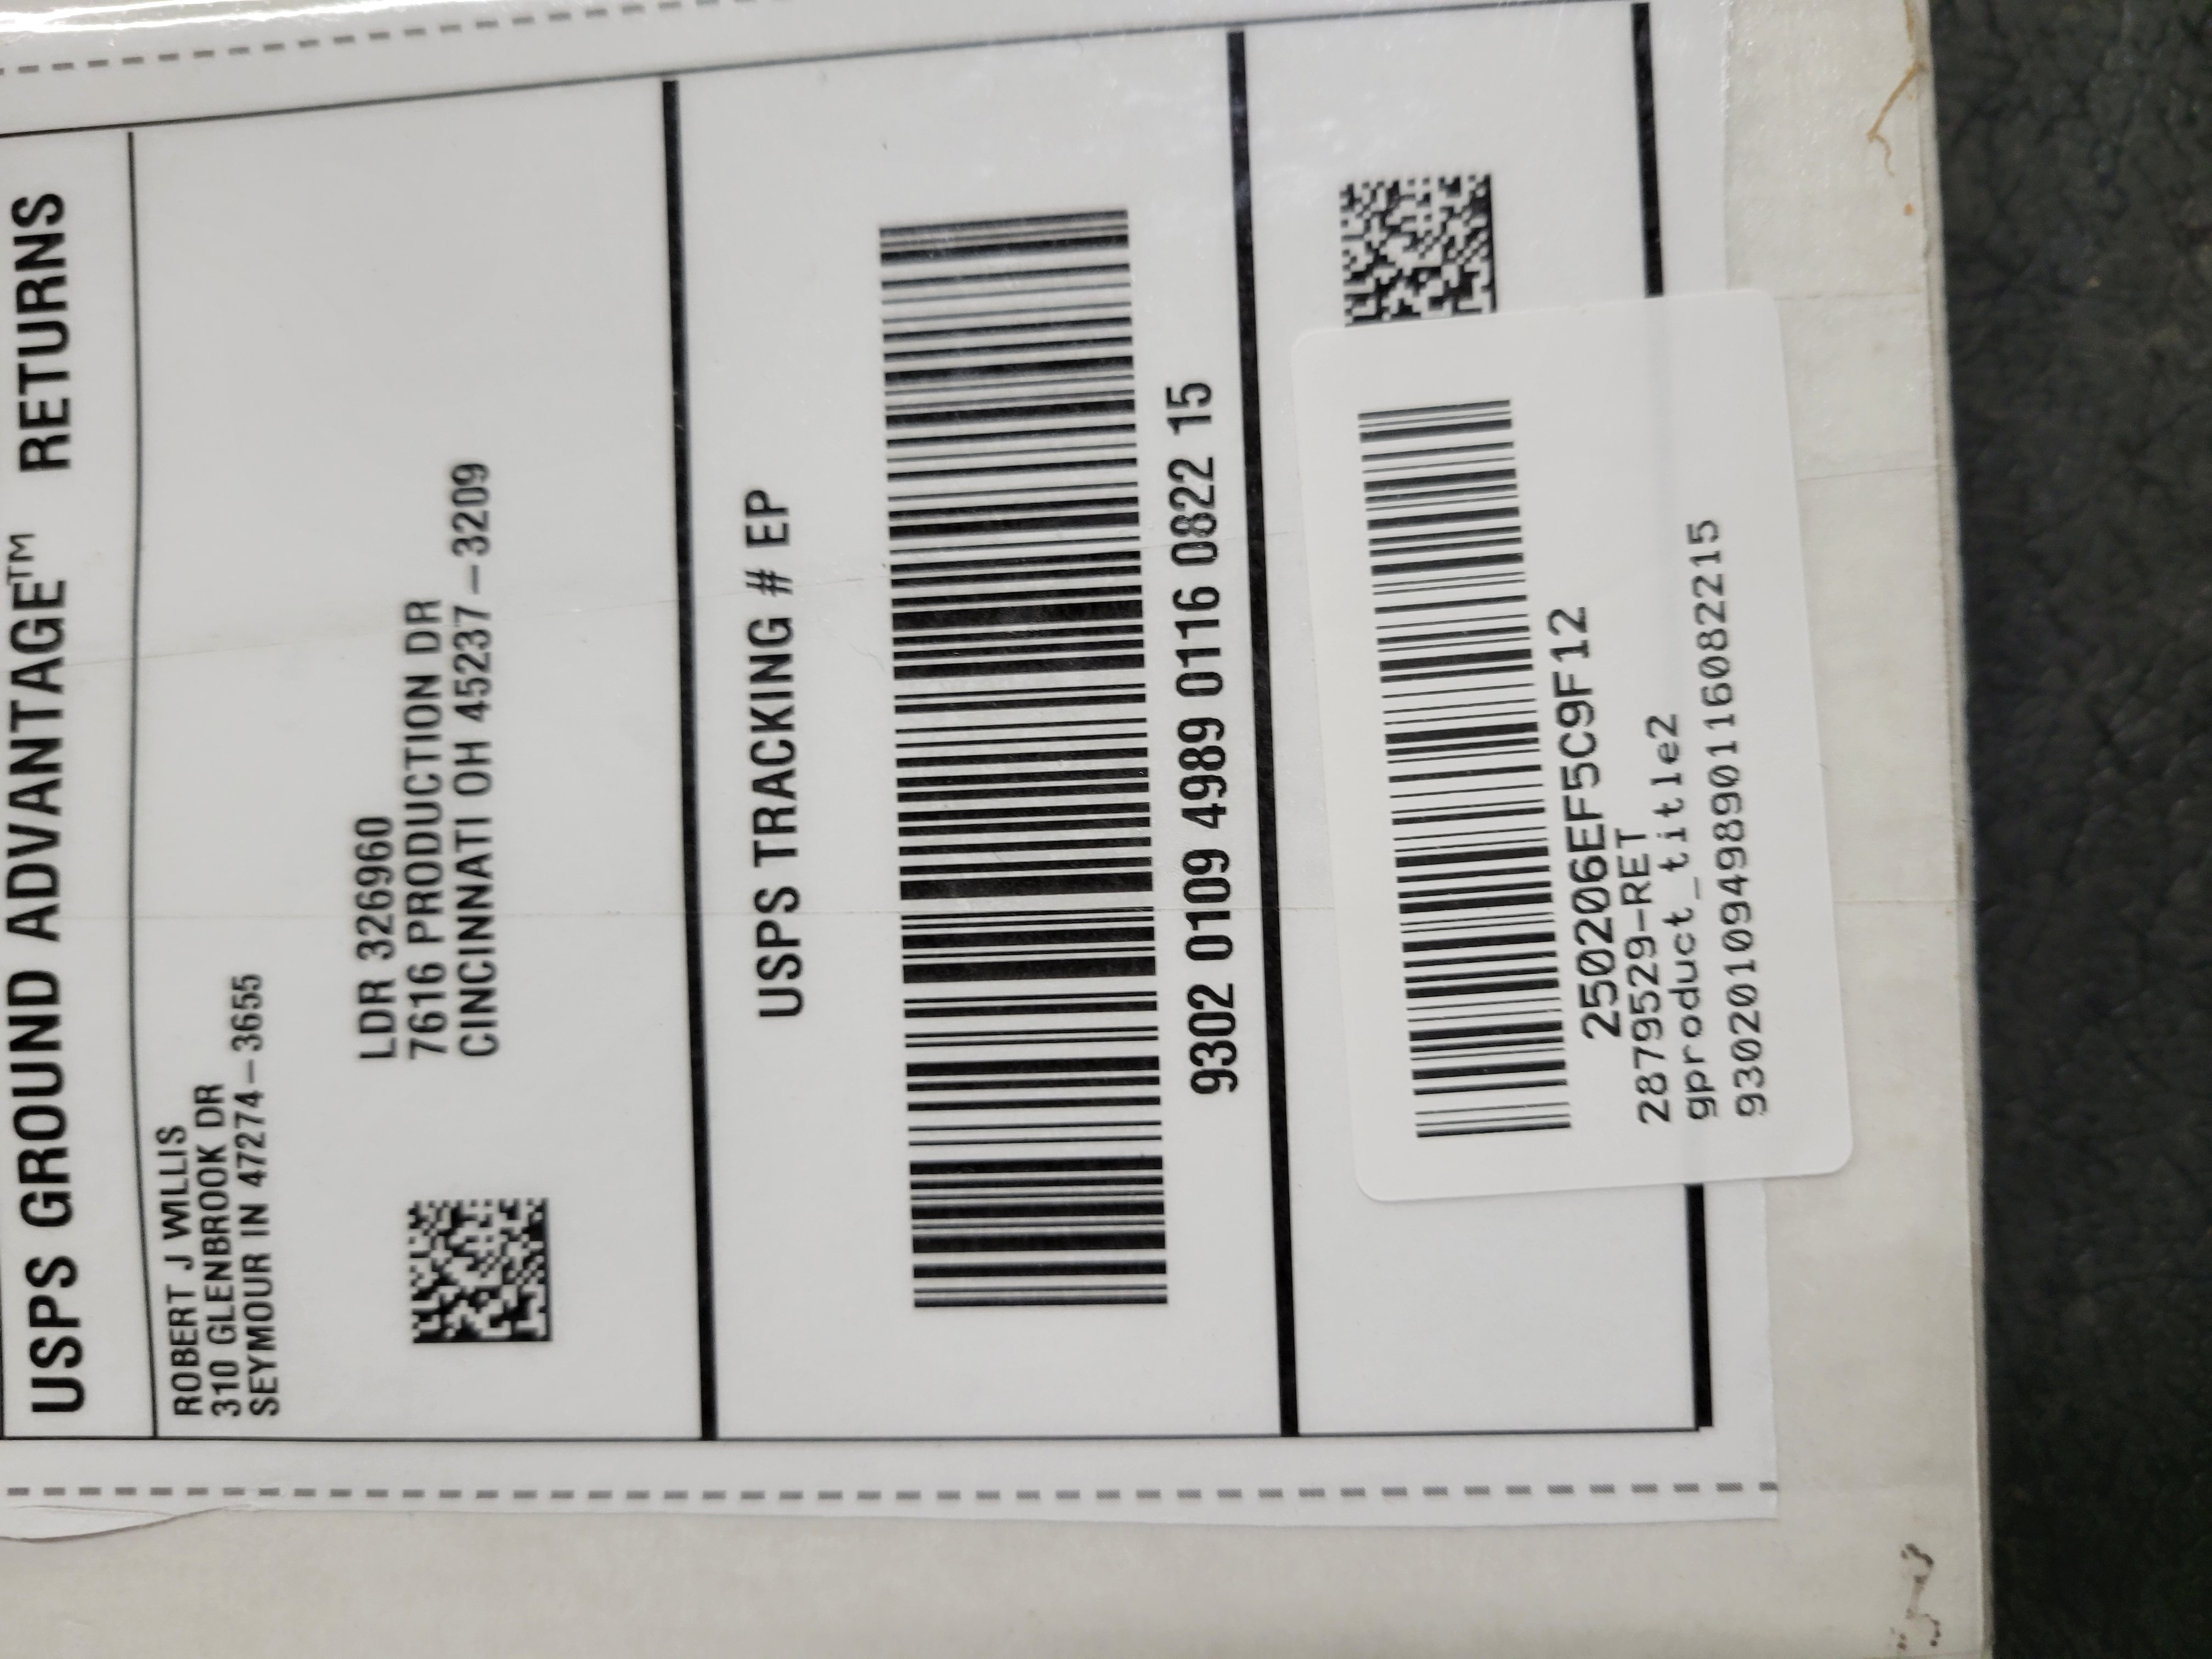 USPS GROUND ADVANTAGE™ RETURNS
ROBERT J WILLIS
310 GLENBROOK DR
SEYMOUR IN 47274-3655
LDR 326960
7616 PRODUCTION DR
CINCINNATI OH 45237-3209
USPS TRACKING # EP
9302 0109 4989 0116 0822 15
250206EF5C9F12
28795529-RET
gproduct_title2
9302010949890116082215